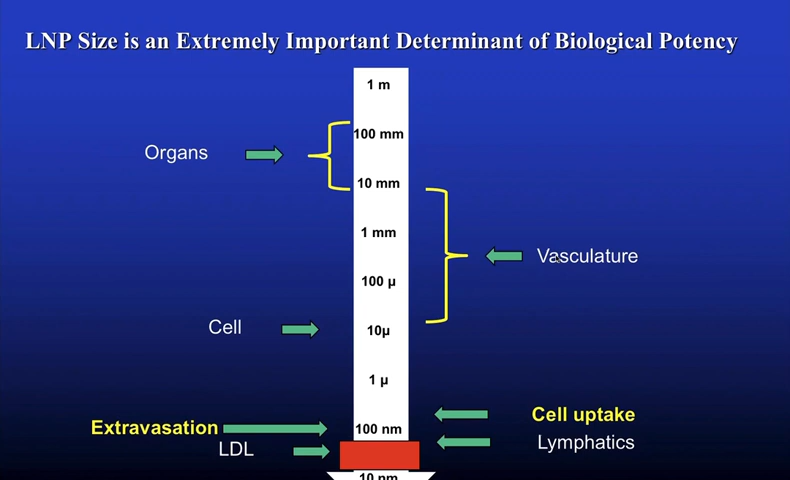 LNP Size is an Extremely Important Determinant of Biological Potency
1 m
100 mm
Organs
10 mm
1 mm
Vasculature
100 µ
Cell
10µ
1 µ
Cell uptake
Extravasation
100 nm
Lymphatics
LDL
10 nm